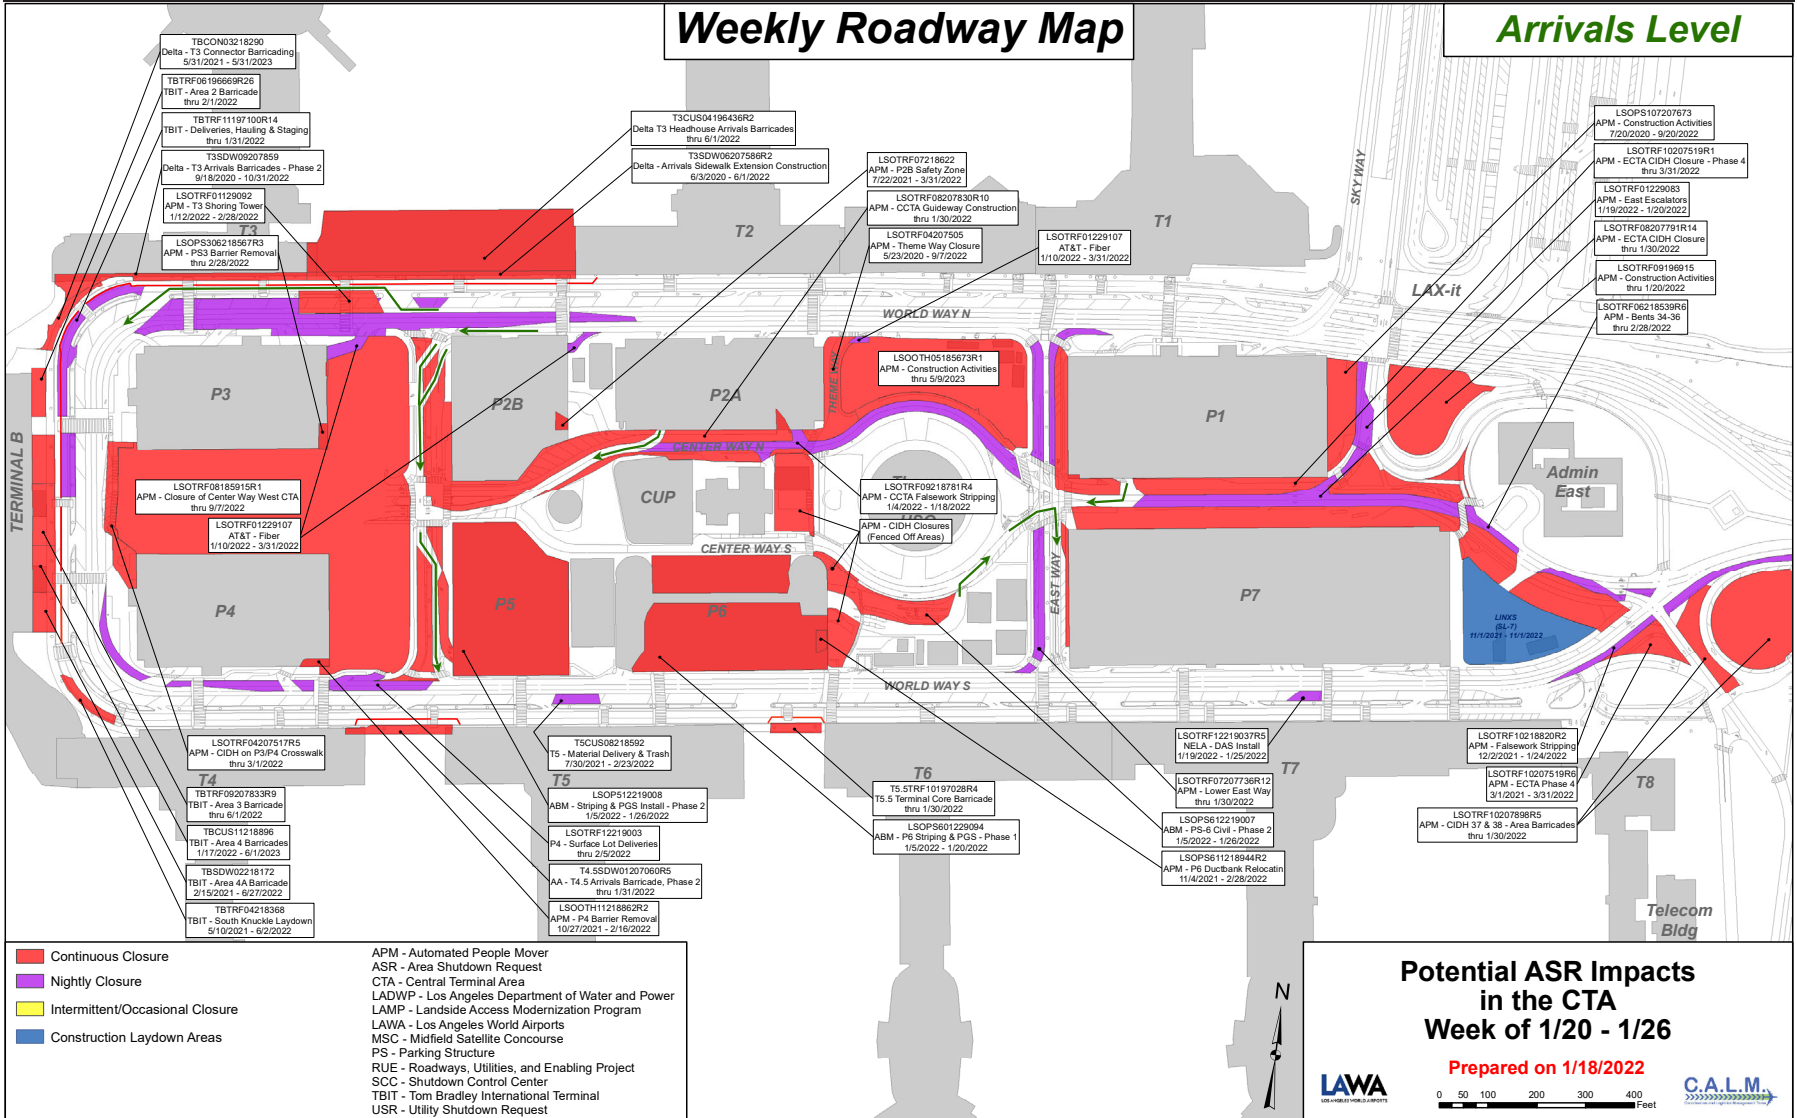 Weekly Roadway Map
Arrivals Level
TBCON03218290
Delta - T3 Connector Barricading
5/31/2021 - 5/31/2023
TBTRF06196669R26
TBIT - Area 2 Barricade
thru 2/1/2022
TBTRF11197100R14
TBIT - Deliveries, Hauling & Staging
thru 1/31/2022
T3SDW09207859
Delta - T3 Arrivals Barricades - Phase 2
9/18/2020 - 10/31/2022
LSOTRF01129092
APM - T3 Shoring Tower
1/12/2022 - 2/28/2022
T3
LSOPS306218567R3
APM - PS3 Barrier Removal
thru 2/28/2022
T3CUS04196436R2
Delta T3 Headhouse Arrivals Barricades
thru 6/1/2022
T3SDW06207586R2
Delta - Arrivals Sidewalk Extension Construction
6/3/2020 - 6/1/2022
T2
LSOTRF07218622
APM - P2B Safety Zone
7/22/2021 - 3/31/2022
LSOTRF08207830R10
APM - CCTA Guideway Construction
thru 1/30/2022
LSOTRF04207505
APM - Theme Way Closure
5/23/2020 - 9/7/2022
LSOTRF01229107
AT&T - Fiber
1/10/2022 - 3/31/2022
T1
SKY WAY
LAX-it
LSOPS107207673
APM - Construction Activities
7/20/2020 - 9/20/2022
LSOTRF10207519R1
APM - ECTA CIDH Closure - Phase 4
thru 3/31/2022
LSOTRF01229083
APM - East Escalators
1/19/2022 - 1/20/2022
LSOTRF08207791R14
APM - ECTA CIDH Closure
thru 1/30/2022
LSOTRF09196915
APM - Construction Activities
thru 1/20/2022
LSOTRF06218539R6
APM - Bents 34-36
thru 2/28/2022
WORLD WAY N
P3
P2B
P2A
THEME WAY
LSOOTH05185673R1
APM - Construction Activities
thru 5/9/2023
P1
CENTER WAY N
TERMINAL B
LSOTRF08185915R1
APM - Closure of Center Way West CTA
thru 9/7/2022
LSOTRF01229107
AT&T - Fiber
1/10/2022 - 3/31/2022
CUP
LSOTRF09218781R4
APM - CCTA Falsework Stripping
1/4/2022 - 1/18/2022
APM - CIDH Closures
(Fenced Off Areas)
Admin
East
CENTER WAY S
EAST WAY
P4
P5
P6
P7
LINXS
(SL-7)
11/1/2021 - 11/1/2022
WORLD WAY S
LSOTRF04207517R5
APM - CIDH on P3/P4 Crosswalk
thru 3/1/2022
T4
TBTRF09207833R9
TBIT - Area 3 Barricade
thru 6/1/2022
TBCUS11218896
TBIT - Area 4 Barricades
1/17/2022 - 6/1/2023
TBSDW02218172
TBIT - Area 4A Barricade
2/15/2021 - 6/27/2022
TBTRF04218368
TBIT - South Knuckle Laydown
5/10/2021 - 6/2/2022
T5CUS08218592
T5 - Material Delivery & Trash
7/30/2021 - 2/23/2022
T5
LSOP512219008
ABM - Striping & PGS Install - Phase 2
1/5/2022 - 1/26/2022
LSOTRF12219003
P4 - Surface Lot Deliveries
thru 2/5/2022
T4.5SDW01207060R5
AA - T4.5 Arrivals Barricade, Phase 2
thru 1/31/2022
LSOOTH11218862R2
APM - P4 Barrier Removal
10/27/2021 - 2/16/2022
T6
T5.5TRF10197028R4
T5.5 Terminal Core Barricade
thru 1/30/2022
LSOPS601229094
ABM - P6 Striping & PGS - Phase 1
1/5/2022 - 1/20/2022
LSOTRF12219037R5
NELA - DAS Install
1/19/2022 - 1/25/2022
T7
LSOTRF07207736R12
APM - Lower East Way
thru 1/30/2022
LSOPS612219007
ABM - PS-6 Civil - Phase 2
1/5/2022 - 1/26/2022
LSOPS611218944R2
APM - P6 Ductbank Relocatin
11/4/2021 - 2/28/2022
LSOTRF10218820R2
APM - Falsework Stripping
12/2/2021 - 1/24/2022
LSOTRF10207519R6
APM - ECTA Phase 4
3/1/2021 - 3/31/2022
LSOTRF10207898R5
APM - CIDH 37 & 38 - Area Barricades
thru 1/30/2022
T8
Telecom
Bldg
Continuous Closure
Nightly Closure
Intermittent/Occasional Closure
Construction Laydown Areas
APM - Automated People Mover
ASR - Area Shutdown Request
CTA - Central Terminal Area
LADWP - Los Angeles Department of Water and Power
LAMP - Landside Access Modernization Program
LAWA - Los Angeles World Airports
MSC - Midfield Satellite Concourse
PS - Parking Structure
RUE - Roadways, Utilities, and Enabling Project
SCC - Shutdown Control Center
TBIT - Tom Bradley International Terminal
USR - Utility Shutdown Request
N
Potential ASR Impacts
in the CTA
Week of 1/20 - 1/26
Prepared on 1/18/2022
LAWA
LOS ANGELES WORLD AIRPORTS
0 50 100 200 300 400
Feet
C.A.L.M.